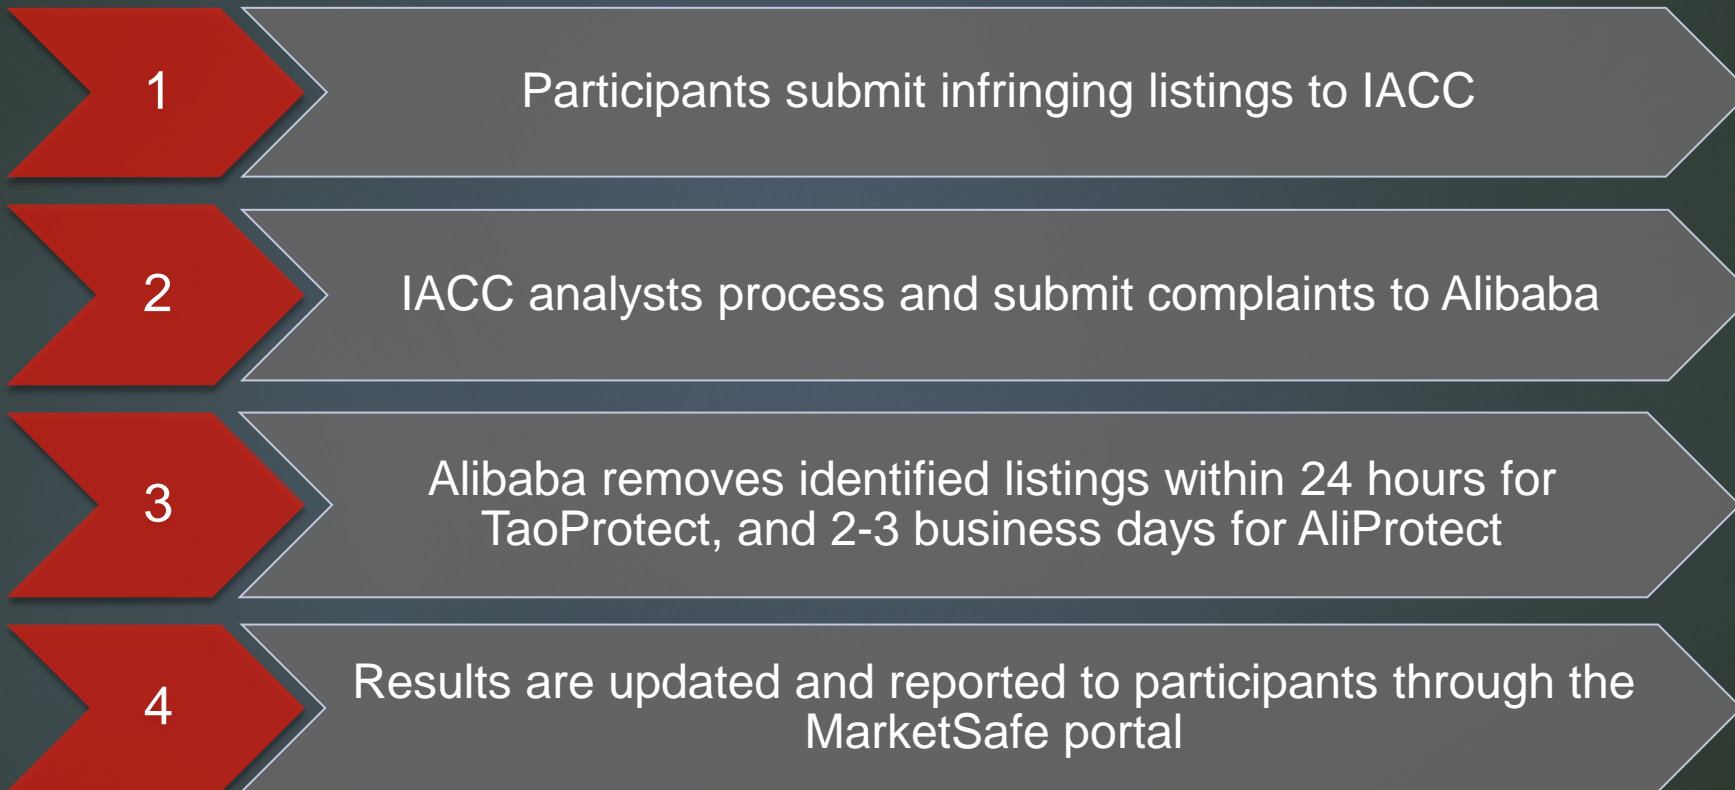 1
Participants submit infringing listings to IACC
2
IACC analysts process and submit complaints to Alibaba
3
Alibaba removes identified listings within 24 hours for
TaoProtect, and 2-3 business days for AliProtect
4
Results are updated and reported to participants through the
MarketSafe portal